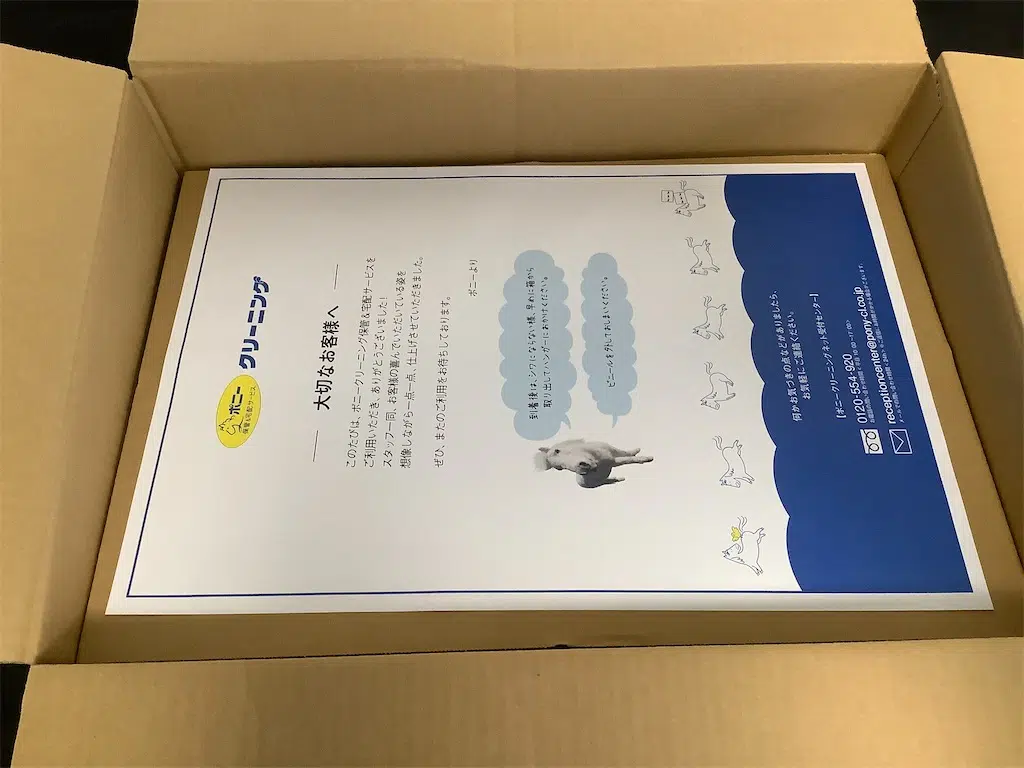 ポニー
クリーニング
保管&宅配サービス
大切なお客様へ
このたびは、ポニークリーニング保管&宅配サービスを
ご利用いただき、ありがとうございました!
スタッフ一同、お客様の喜んでいただいている姿を
想像しながら一点一点、仕上げさせていただきました。
ぜひ、またのご利用をお待ちしております。
ポニーより
到着後は、シワにならない様、早めに箱から
取り出してハンガーにおかけください。
ビニールを外しておしまいください。
何かお気づきの点などがありましたら、
お気軽にご連絡ください。
【ポニークリーニングネット受付センター】
0120-554-920
receptioncenter@pony-cl.co.jp